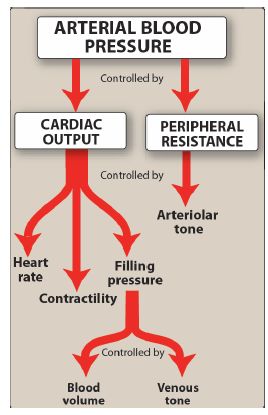 ARTERIAL BLOOD
PRESSURE
Controlled by
CARDIAC
OUTPUT
PERIPHERAL
RESISTANCE
Controlled by
Arteriolar
tone
Heart
rate
Contractility
Filling
pressure
Controlled by
Blood
volume
Venous
tone